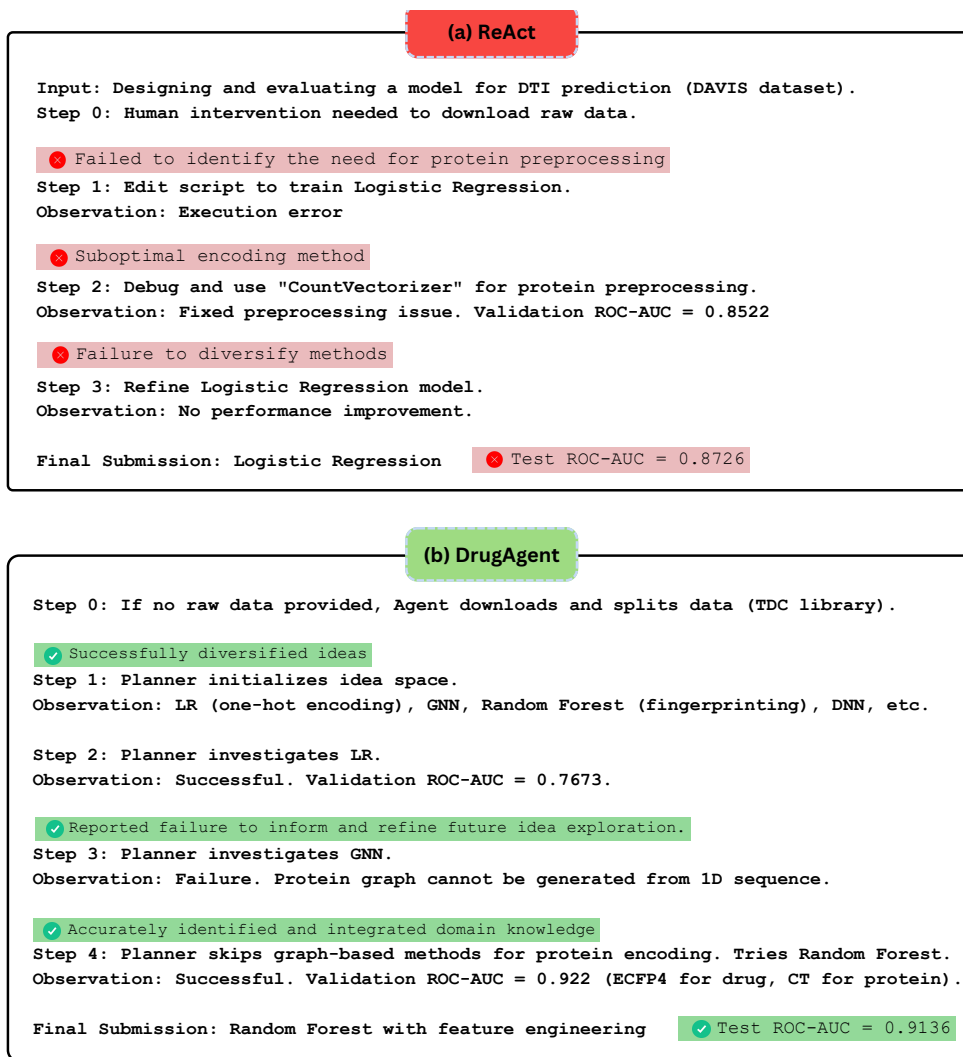 (a) ReAct
Input: Designing and evaluating a model for DTI prediction (DAVIS dataset).
Step 0: Human intervention needed to download raw data.
Failed to identify the need for protein preprocessing
Step 1: Edit script to train Logistic Regression.
Observation: Execution error
Suboptimal encoding method
Step 2: Debug and use "CountVectorizer" for protein preprocessing.
Observation: Fixed preprocessing issue. Validation ROC-AUC = 0.8522
Failure to diversify methods
Step 3: Refine Logistic Regression model.
Observation: No performance improvement.
Final Submission: Logistic Regression Test ROC-AUC = 0.8726
(b) DrugAgent
Step 0: If no raw data provided, Agent downloads and splits data (TDC library).
Successfully diversified ideas
Step 1: Planner initializes idea space.
Observation: LR (one-hot encoding), GNN, Random Forest (fingerprinting), DNN, etc.
Step 2: Planner investigates LR.
Observation: Successful. Validation ROC-AUC = 0.7673.
Reported failure to inform and refine future idea exploration.
Step 3: Planner investigates GNN.
Observation: Failure. Protein graph cannot be generated from 1D sequence.
Accurately identified and integrated domain knowledge
Step 4: Planner skips graph-based methods for protein encoding. Tries Random Forest.
Observation: Successful. Validation ROC-AUC = 0.922 (ECFP4 for drug, CT for protein).
Final Submission: Random Forest with feature engineering Test ROC-AUC = 0.9136